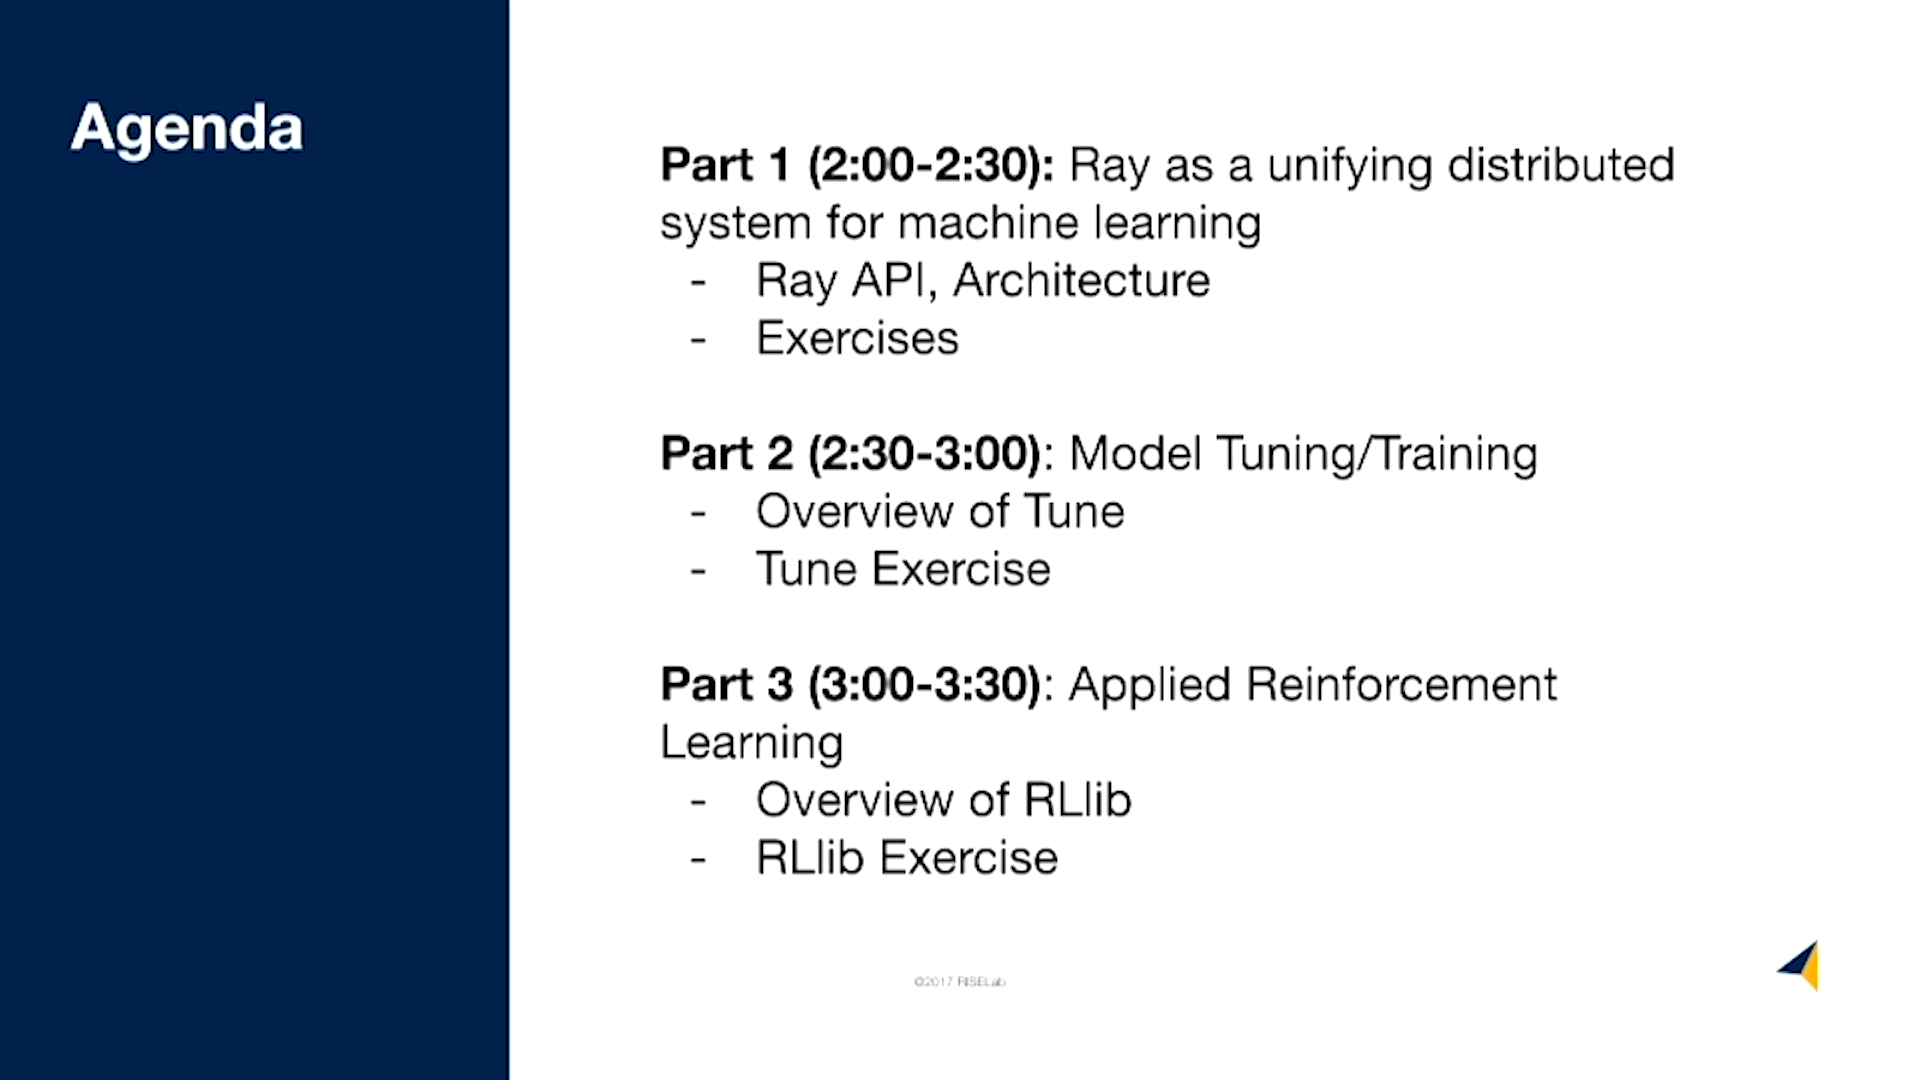 Agenda
Part 1 (2:00-2:30): Ray as a unifying distributed
system for machine learning
- Ray API, Architecture
- Exercises
Part 2 (2:30-3:00): Model Tuning/Training
- Overview of Tune
- Tune Exercise
Part 3 (3:00-3:30): Applied Reinforcement
Learning
- Overview of RLlib
- RLlib Exercise
©2017 RISELab